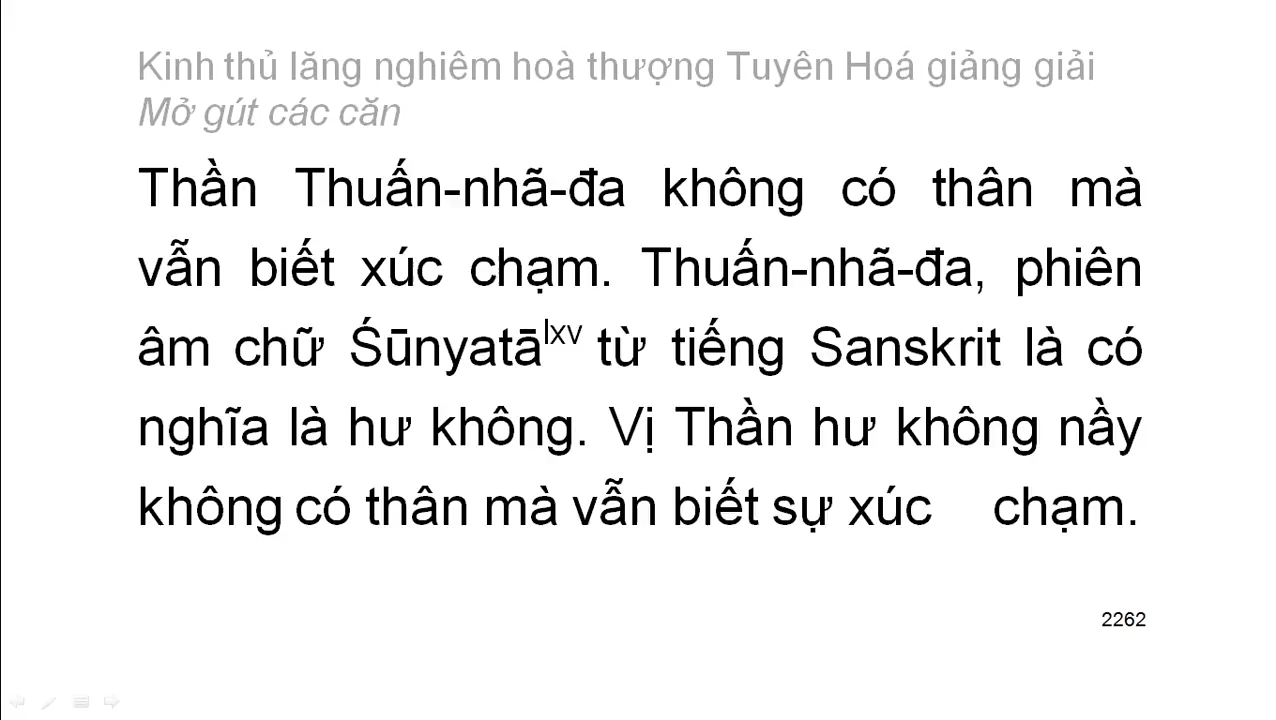 Kinh thủ lăng nghiêm hoà thượng Tuyên Hoá giảng giải
Mở gút các căn
Thần Thuấn-nhã-đa không có thân mà
vẫn biết xúc chạm. Thuấn-nhã-đa, phiên
âm chữ Śūnyatālxv từ tiếng Sanskrit là có
nghĩa là hư không. Vị Thần hư không nầy
không có thân mà vẫn biết sự xúc chạm.
2262